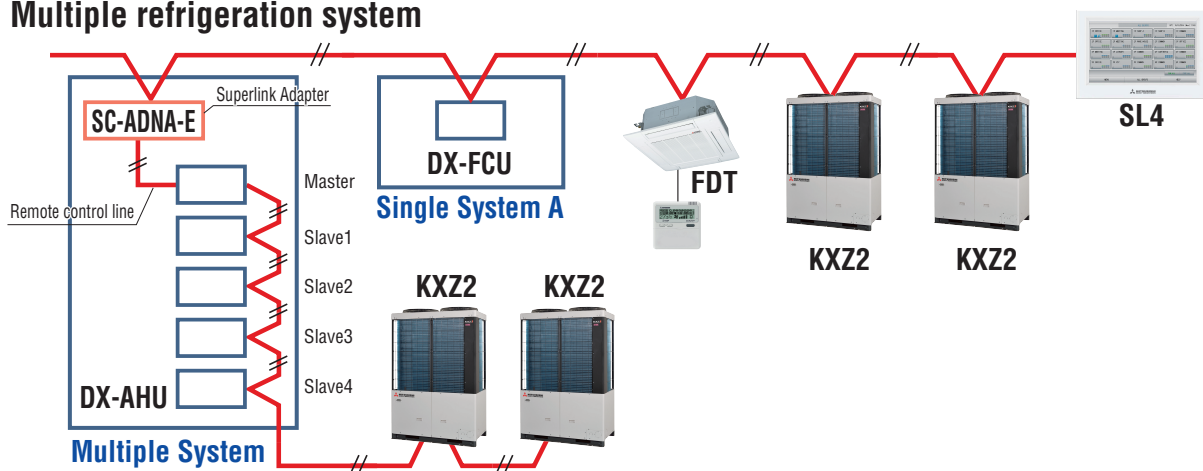 Multiple refrigeration system
Superlink Adapter
SC-ADNA-E
SL4
DX-FCU
FDT
Master
Single System A
Remote control line
Slave1
KXZ2
KXZ2
Slave2
KXZ2
KXZ2
Slave3
Slave4
DX-AHU
Multiple System